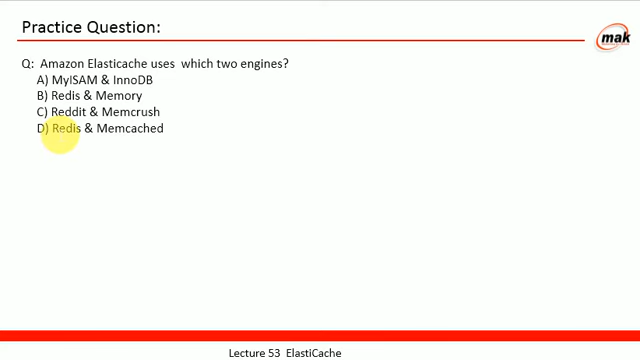 Practice Question:
mak
Q: Amazon Elasticache uses which two engines?
A) MyISAM & InnoDB
B) Redis & Memory
C) Reddit & Memcrush
D) Redis & Memcached
Lecture 53 ElastiCache